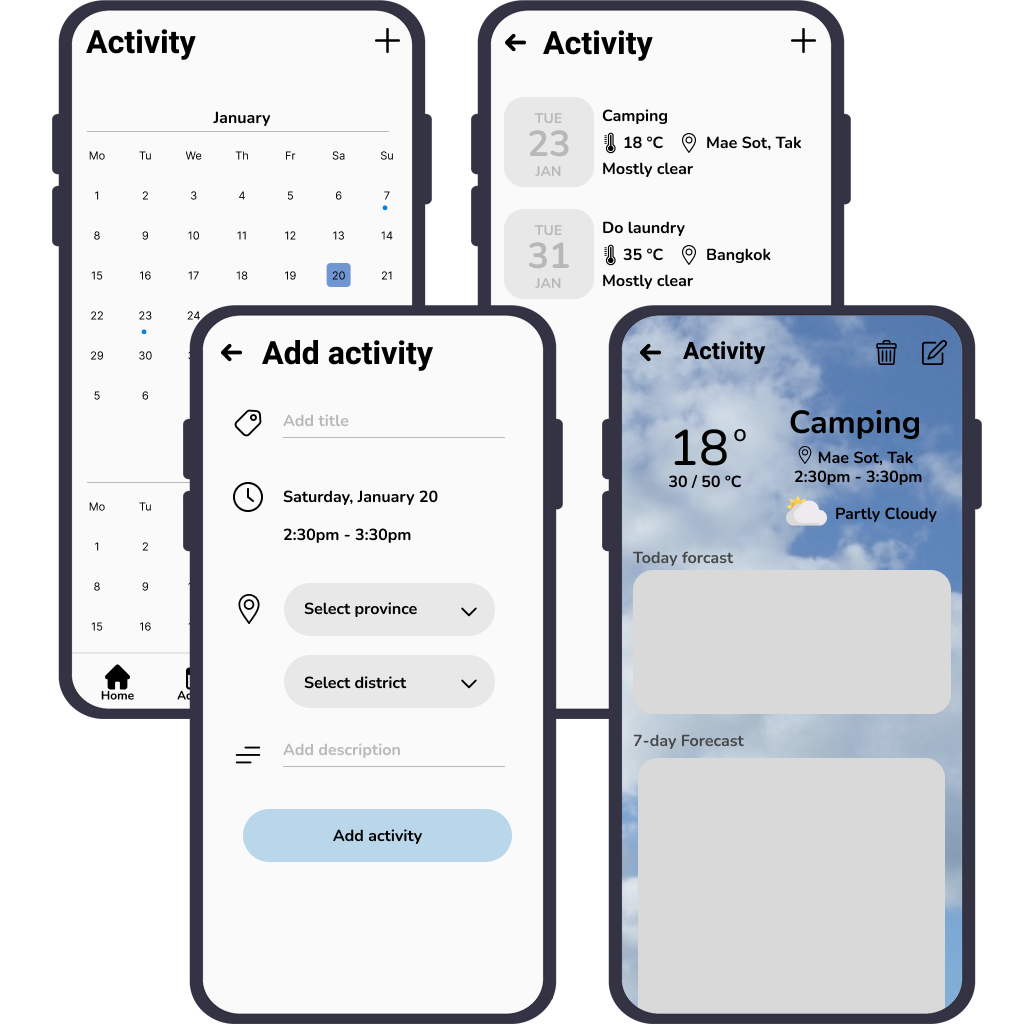 Activity
January
Mo Tu We Th Fr Sa Su
1 2 3 4 5 6 7
8 9 10 11 12 13 14
15 16 17 18 19 20 21
22 23 24
29 30
5 6
Mo Tu
1 2
8 9
15 16
Home
Activity
TUE
23
JAN
Camping
18 °C Mae Sot, Tak
Mostly clear
TUE
31
JAN
Do laundry
35 °C Bangkok
Mostly clear
Add activity
Add title
Saturday, January 20
2:30pm - 3:30pm
Select province
Select district
Add description
Add activity
Activity
18°
30 / 50 °C
Camping
Mae Sot, Tak
2:30pm - 3:30pm
Partly Cloudy
Today forcast
7-day Forecast